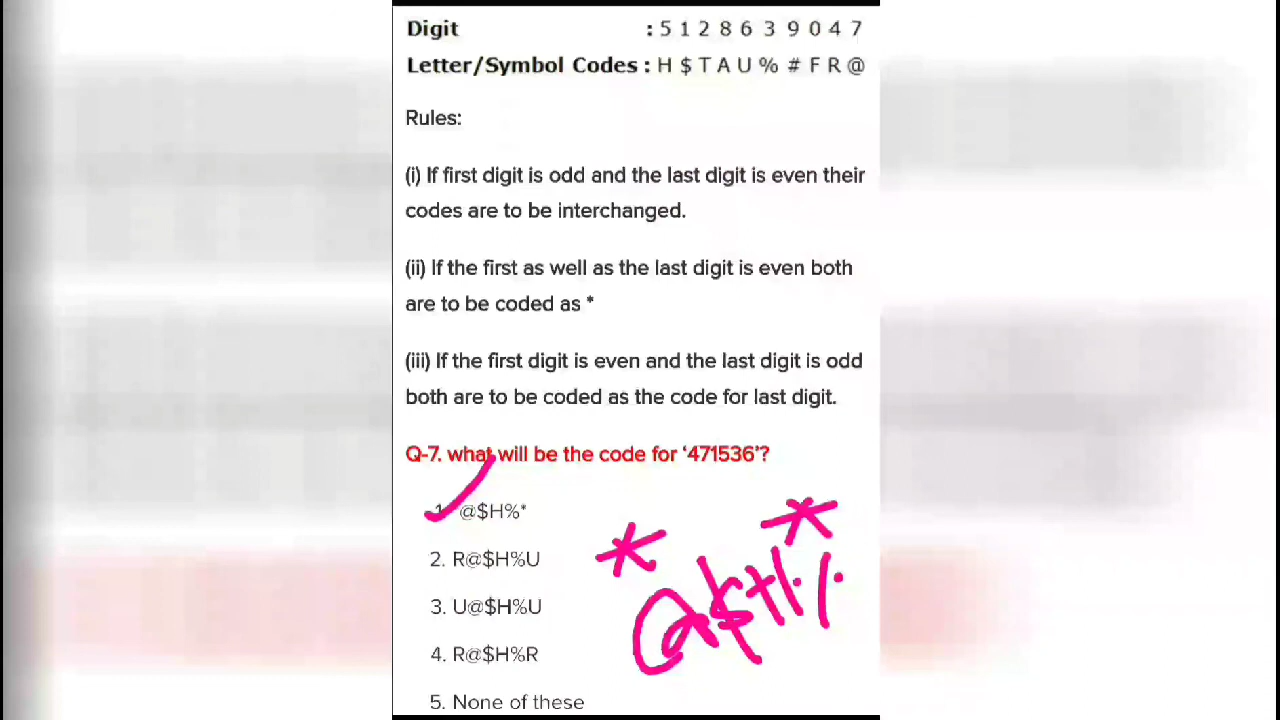 Digit : 5 1 2 8 6 3 9 0 4 7
Letter/Symbol Codes : H $ T A U % # F R @
Rules:
(i) If first digit is odd and the last digit is even their
codes are to be interchanged.
(ii) If the first as well as the last digit is even both
are to be coded as *
(iii) If the first digit is even and the last digit is odd
both are to be coded as the code for last digit.
Q-7. what will be the code for ‘471536’?
1. @$H%*
2. R@$H%U
3. U@$H%U
4. R@$H%R
5. None of these
* @$H% *